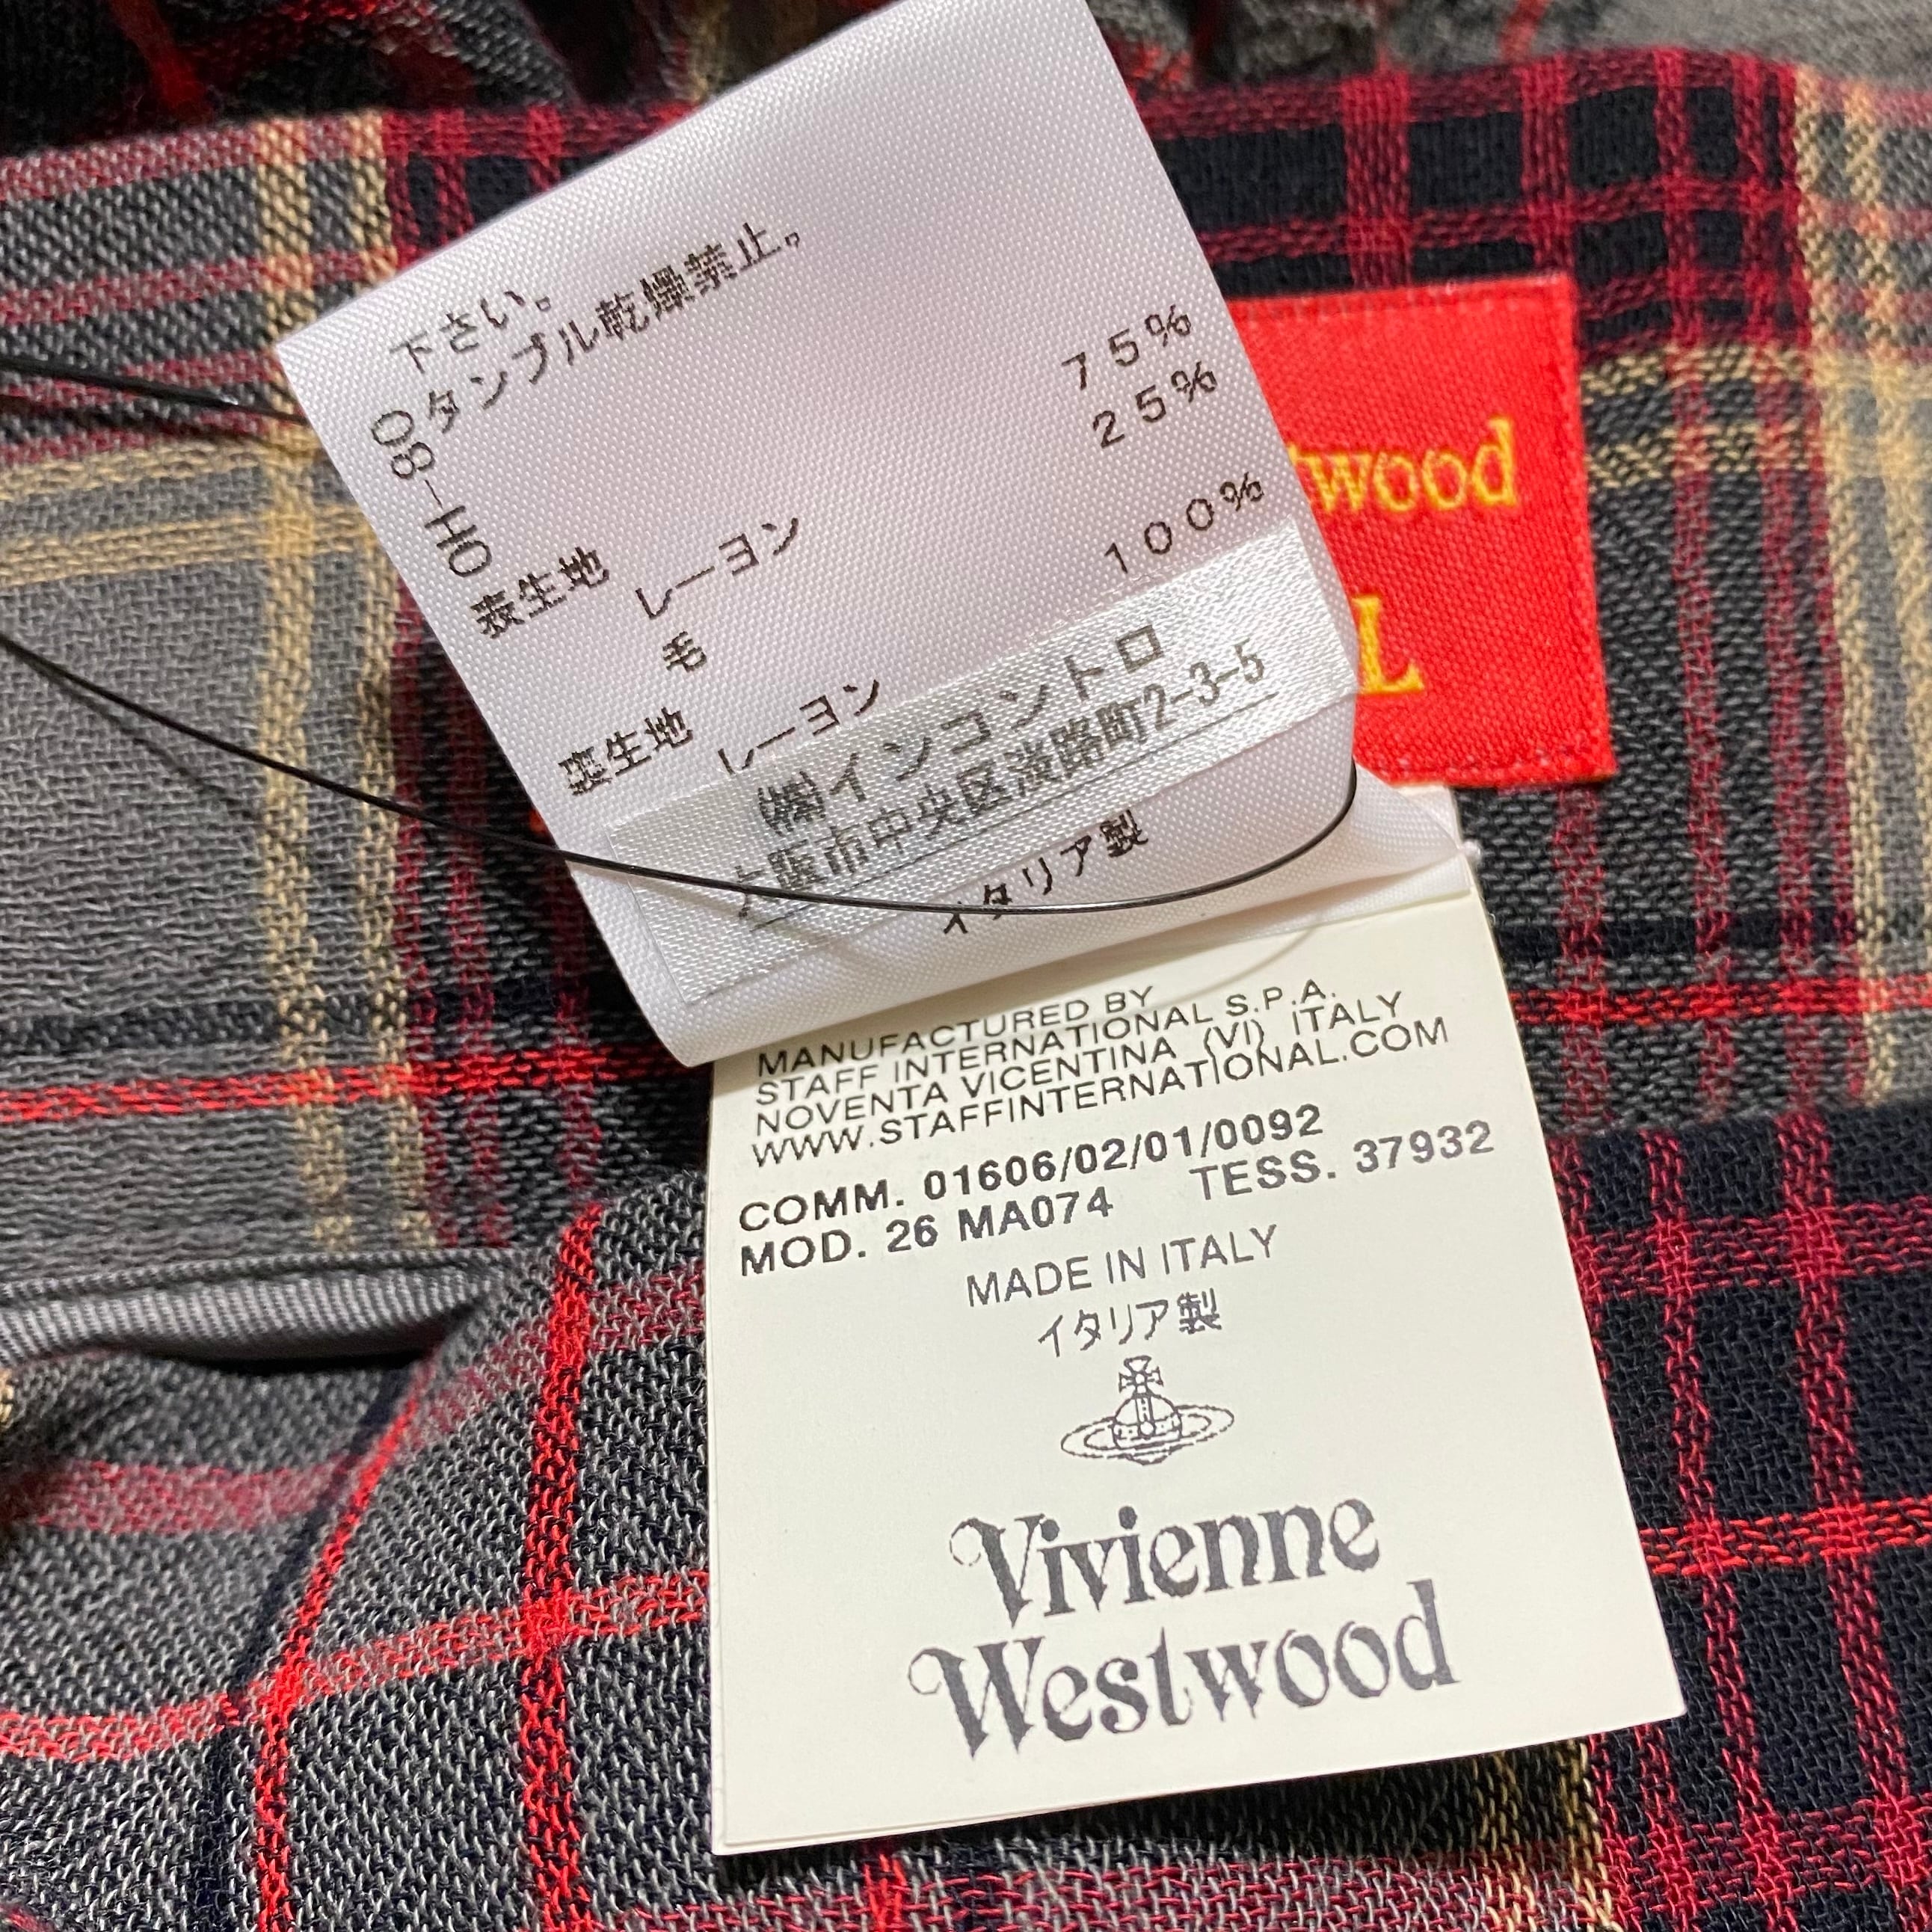 下さい。
タンブル乾燥禁止。
OH-80
表生地
レーヨン 75%
毛 25%
裏生地
レーヨン 100%
㈱インコントロ
大阪市中央区淡路町2-3-5
イタリア製
twood
L
MANUFACTURED BY
STAFF INTERNATIONAL S.P.A.
NOVENTA VICENTINA (VI) ITALY
WWW.STAFFINTERNATIONAL.COM
COMM. 01606/02/01/0092
MOD. 26 MA074 TESS. 37932
MADE IN ITALY
イタリア製
Vivienne
Westwood